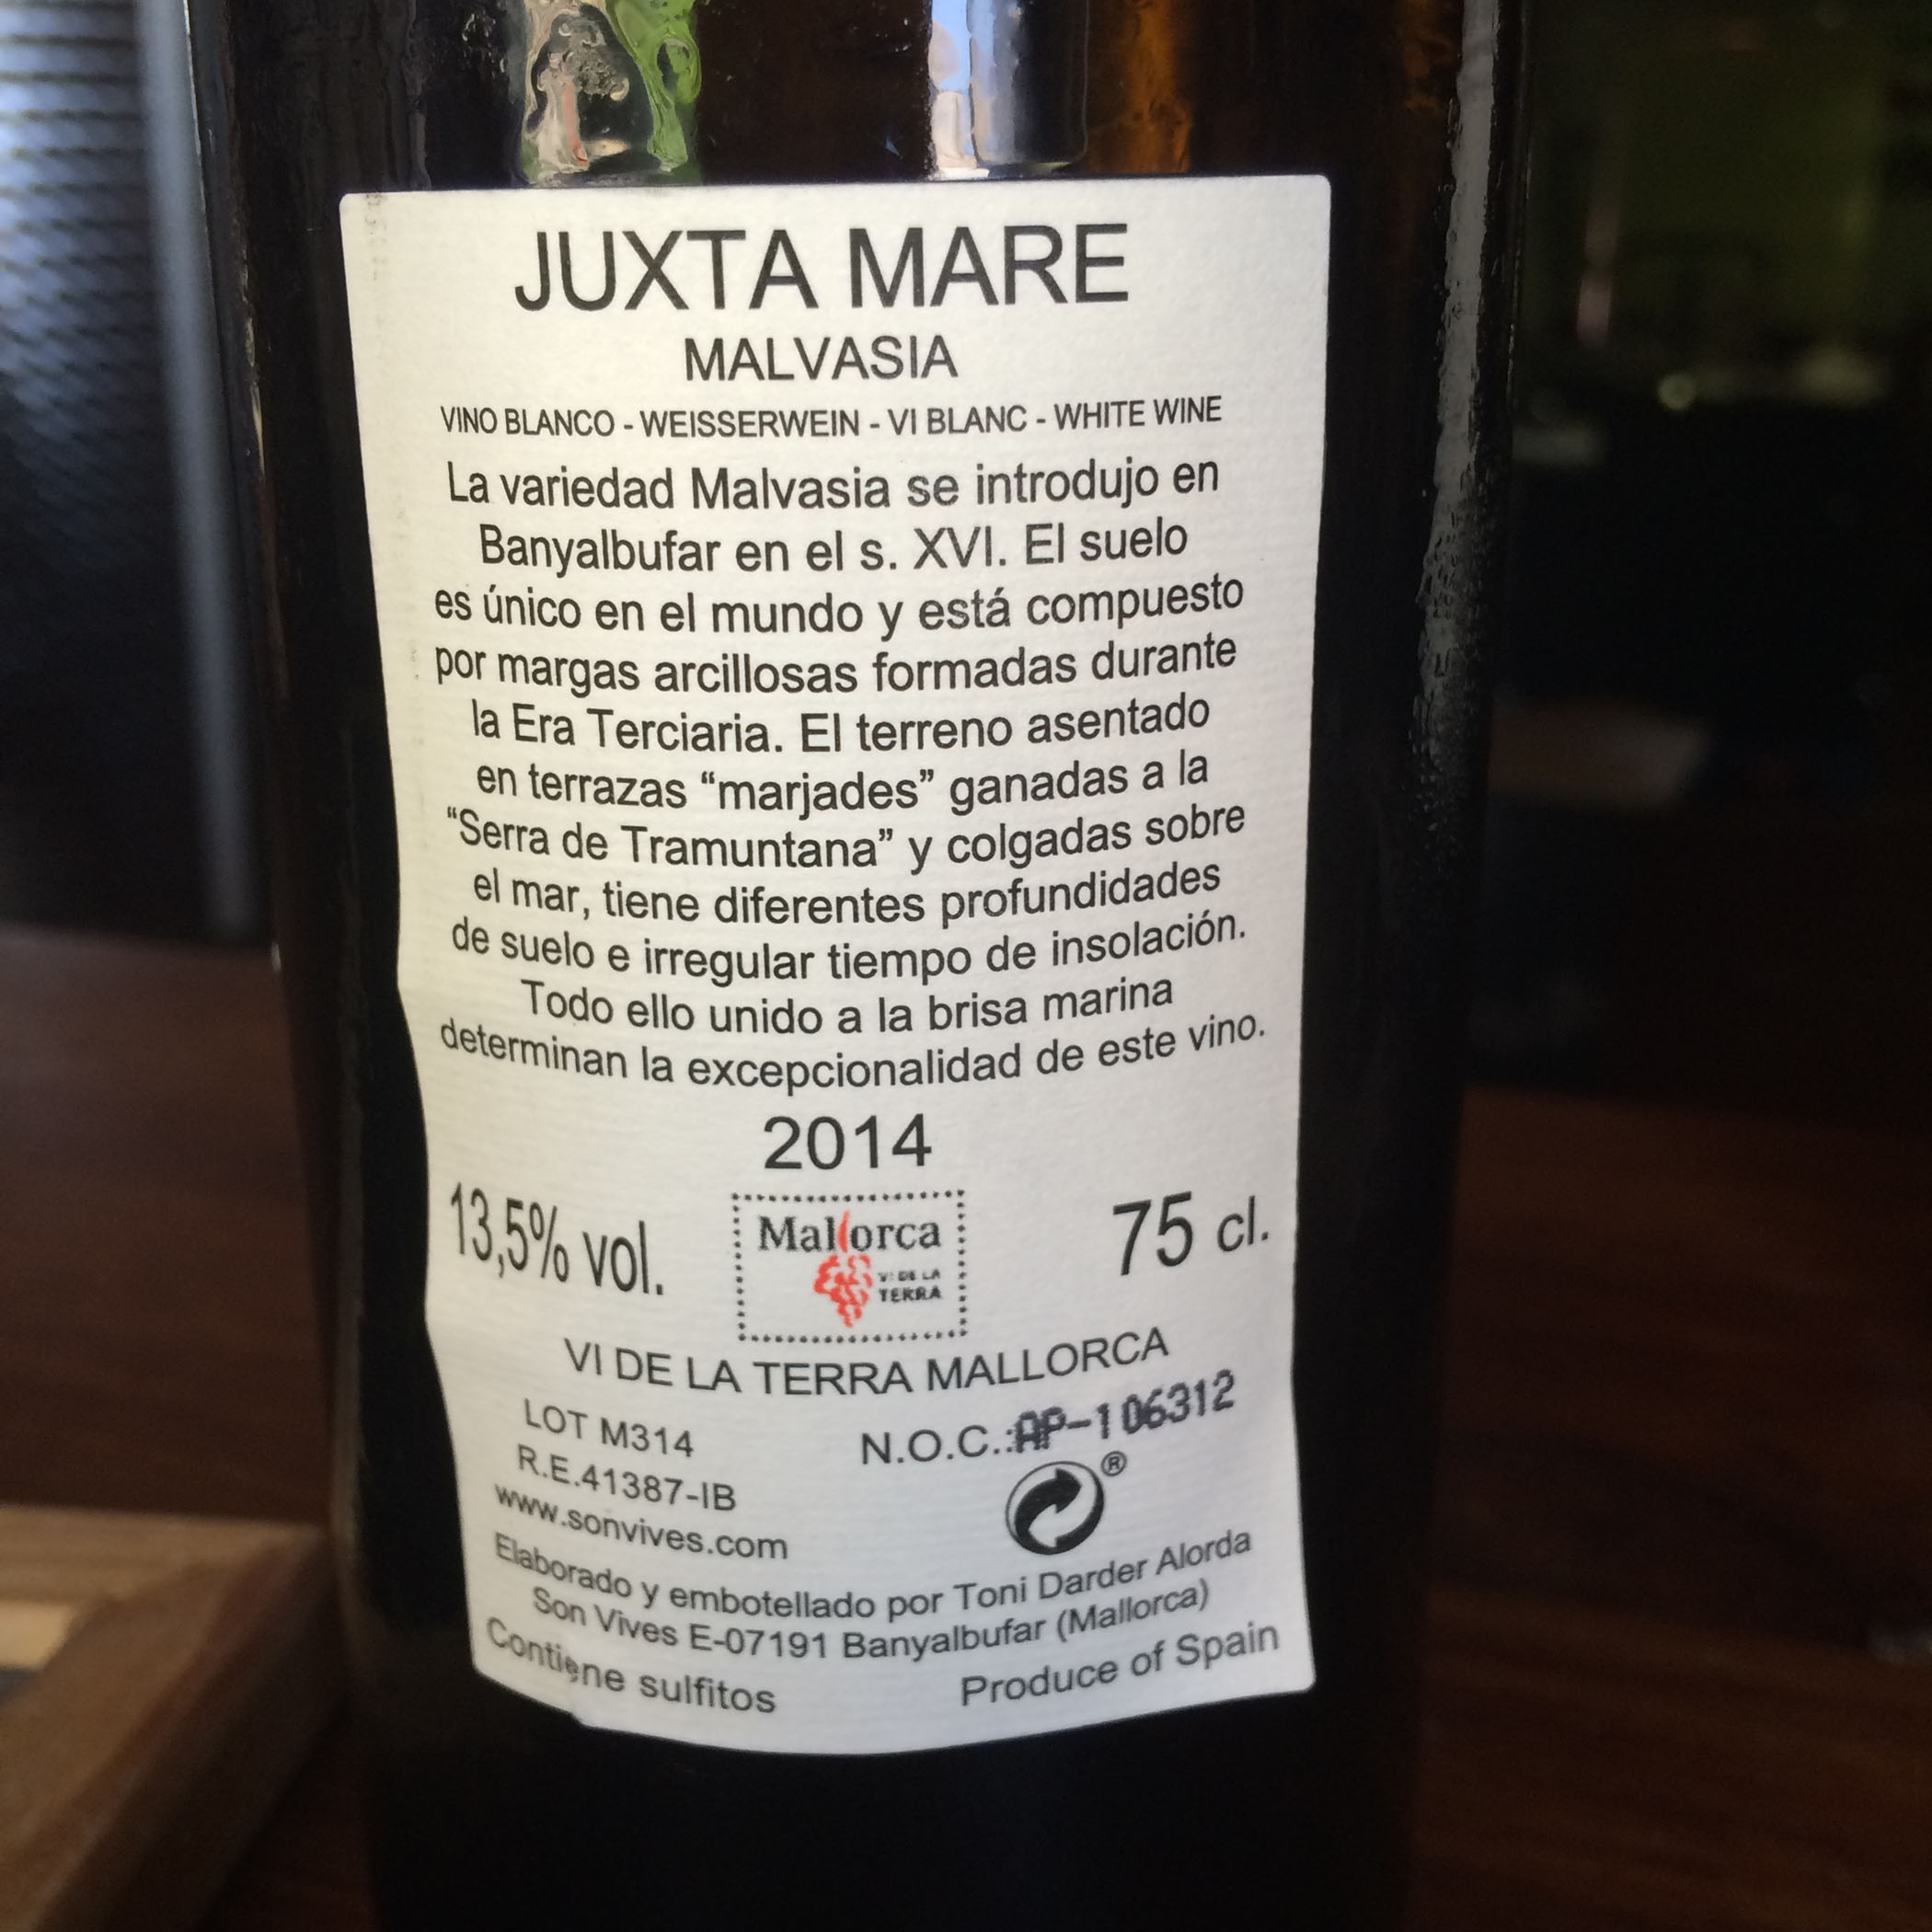 JUXTA MARE
MALVASIA
VINO BLANCO - WEISSERWEIN - VI BLANC - WHITE WINE
La variedad Malvasia se introdujo en
Banyalbufar en el s. XVI. El suelo
es único en el mundo y está compuesto
por margas arcillosas formadas durante
la Era Terciaria. El terreno asentado
en terrazas “marjades” ganadas a la
“Serra de Tramuntana” y colgadas sobre
el mar, tiene diferentes profundidades
de suelo e irregular tiempo de insolación.
Todo ello unido a la brisa marina
determinan la excepcionalidad de este vino.
2014
13,5% vol.
Mallorca
VI DE LA
TERRA
75 cl.
VI DE LA TERRA MALLORCA
LOT M314
N.O.C.:AP-106312
R.E.41387-IB
®
www.sonvives.com
Elaborado y embotellado por Toni Darder Alorda
Son Vives E-07191 Banyalbufar (Mallorca)
Contiene sulfitos
Produce of Spain